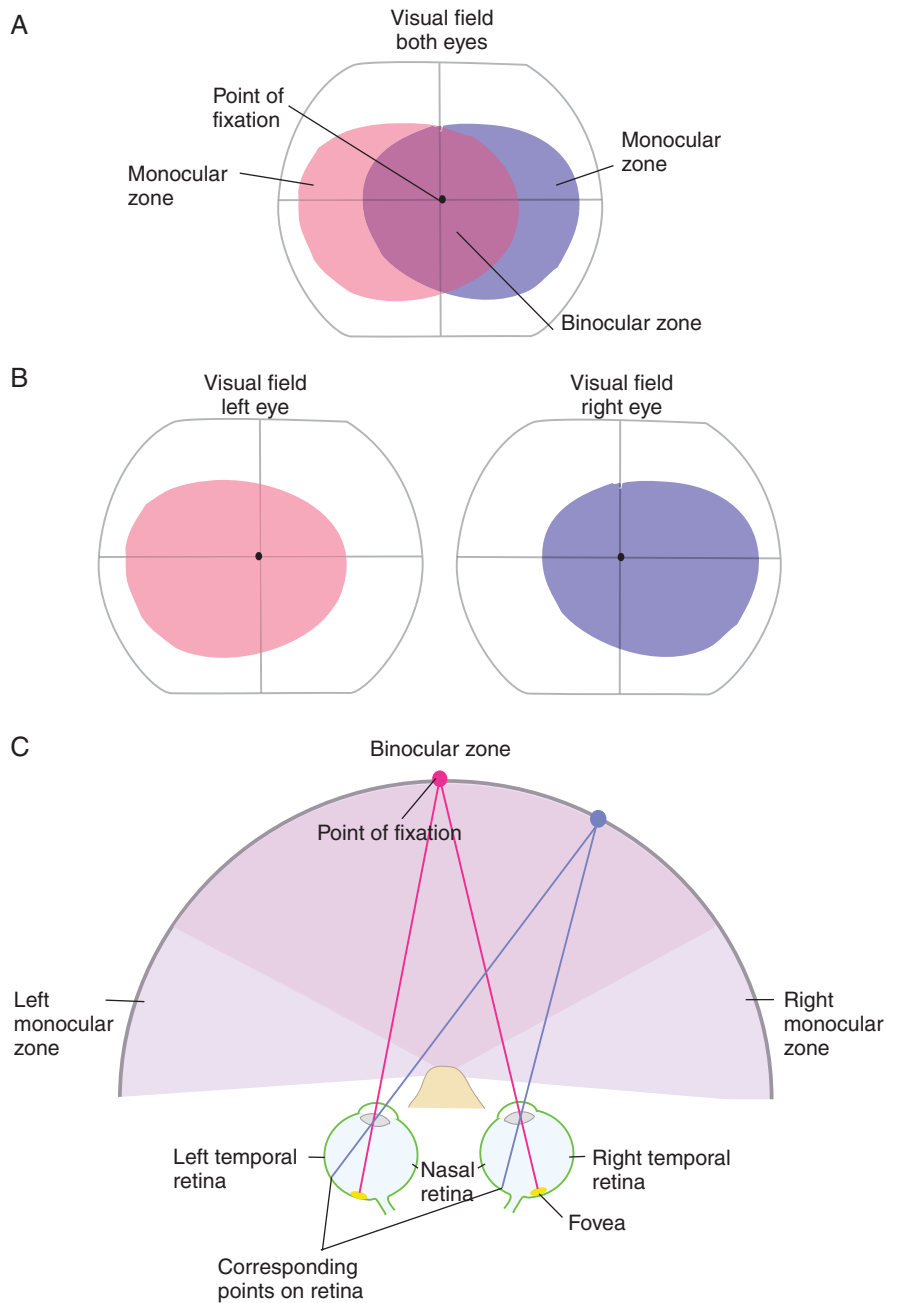 A
Visual field
both eyes
Point of
fixation
Monocular
zone
Monocular
zone
Binocular zone
B
Visual field
left eye
Visual field
right eye
C
Binocular zone
Point of fixation
Left
monocular
zone
Right
monocular
zone
Left temporal
retina
Nasal
retina
Right temporal
retina
Fovea
Corresponding
points on retina